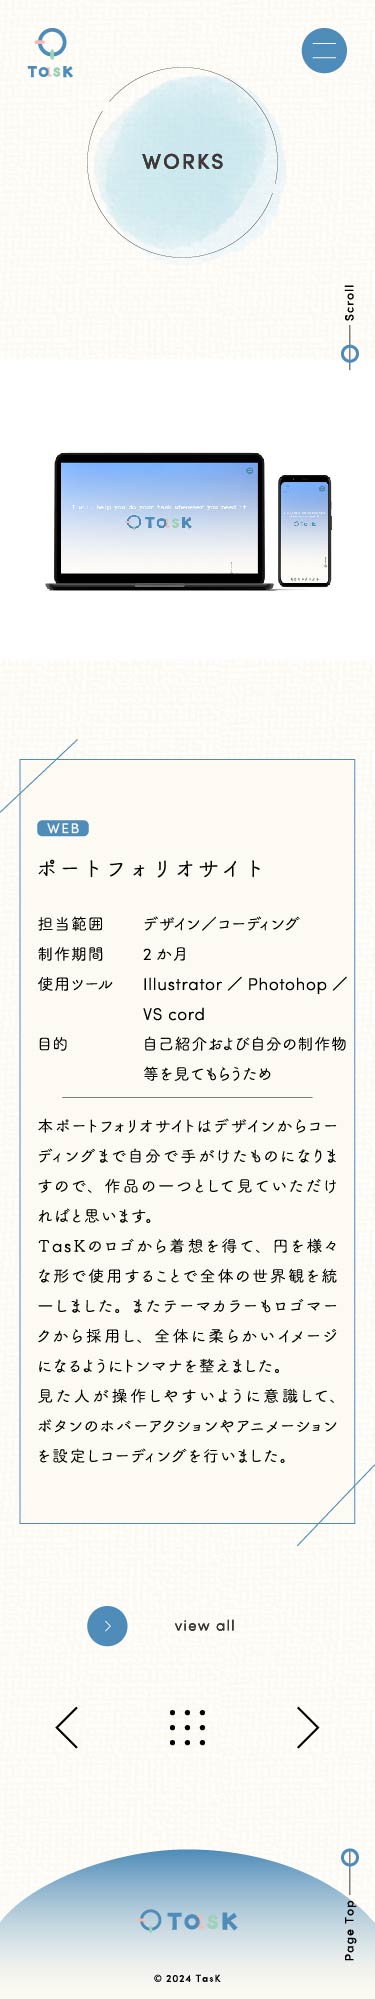 TasK
WORKS
Scroll
I will help you do your task whenever you need it
TasK
TasK
WEB
ポートフォリオサイト
担当範囲 デザイン／コーディング
制作期間 2 か月
使用ツール Illustrator ／ Photohop ／
VS cord
目的 自己紹介および自分の制作物
等を見てもらうため
本ポートフォリオサイトはデザインからコー
ディングまで自分で手がけたものになりま
すので、作品の一つとして見ていただけ
ればと思います。
TasKのロゴから着想を得て、円を様々
な形で使用することで全体の世界観を統
一しました。またテーマカラーもロゴマー
クから採用し、全体に柔らかいイメージ
になるようにトンマナを整えました。
見た人が操作しやすいように意識して、
ボタンのホバーアクションやアニメーション
を設定しコーディングを行いました。
view all
Page Top
TasK
© 2024 TasK